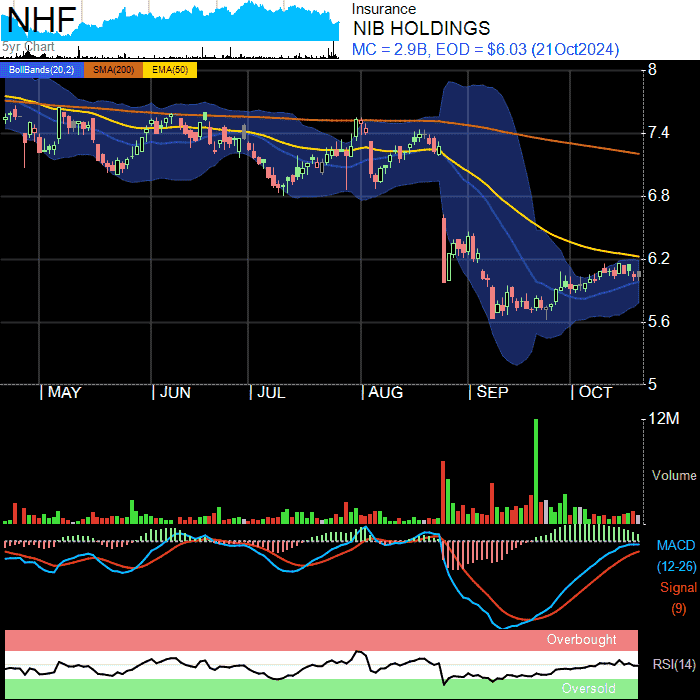 NHF
5yr Chart
Insurance
NIB HOLDINGS
MC = 2.9B, EOD = $6.03 (21Oct2024)
BollBands(20,2) SMA(200) EMA(50)
8
7.4
6.8
6.2
5.6
5
MAY JUN JUL AUG SEP OCT
12M
Volume
MACD
(12-26)
Signal
(9)
Overbought
RSI(14)
Oversold